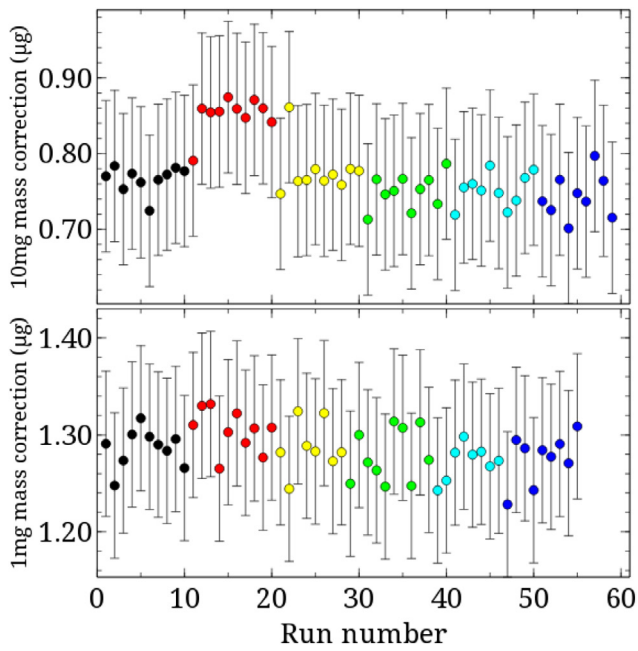 10mg mass correction (μg)
0.90
0.80
0.70
1mg mass correction (μg)
1.40
1.30
1.20
0 10 20 30 40 50 60
Run number